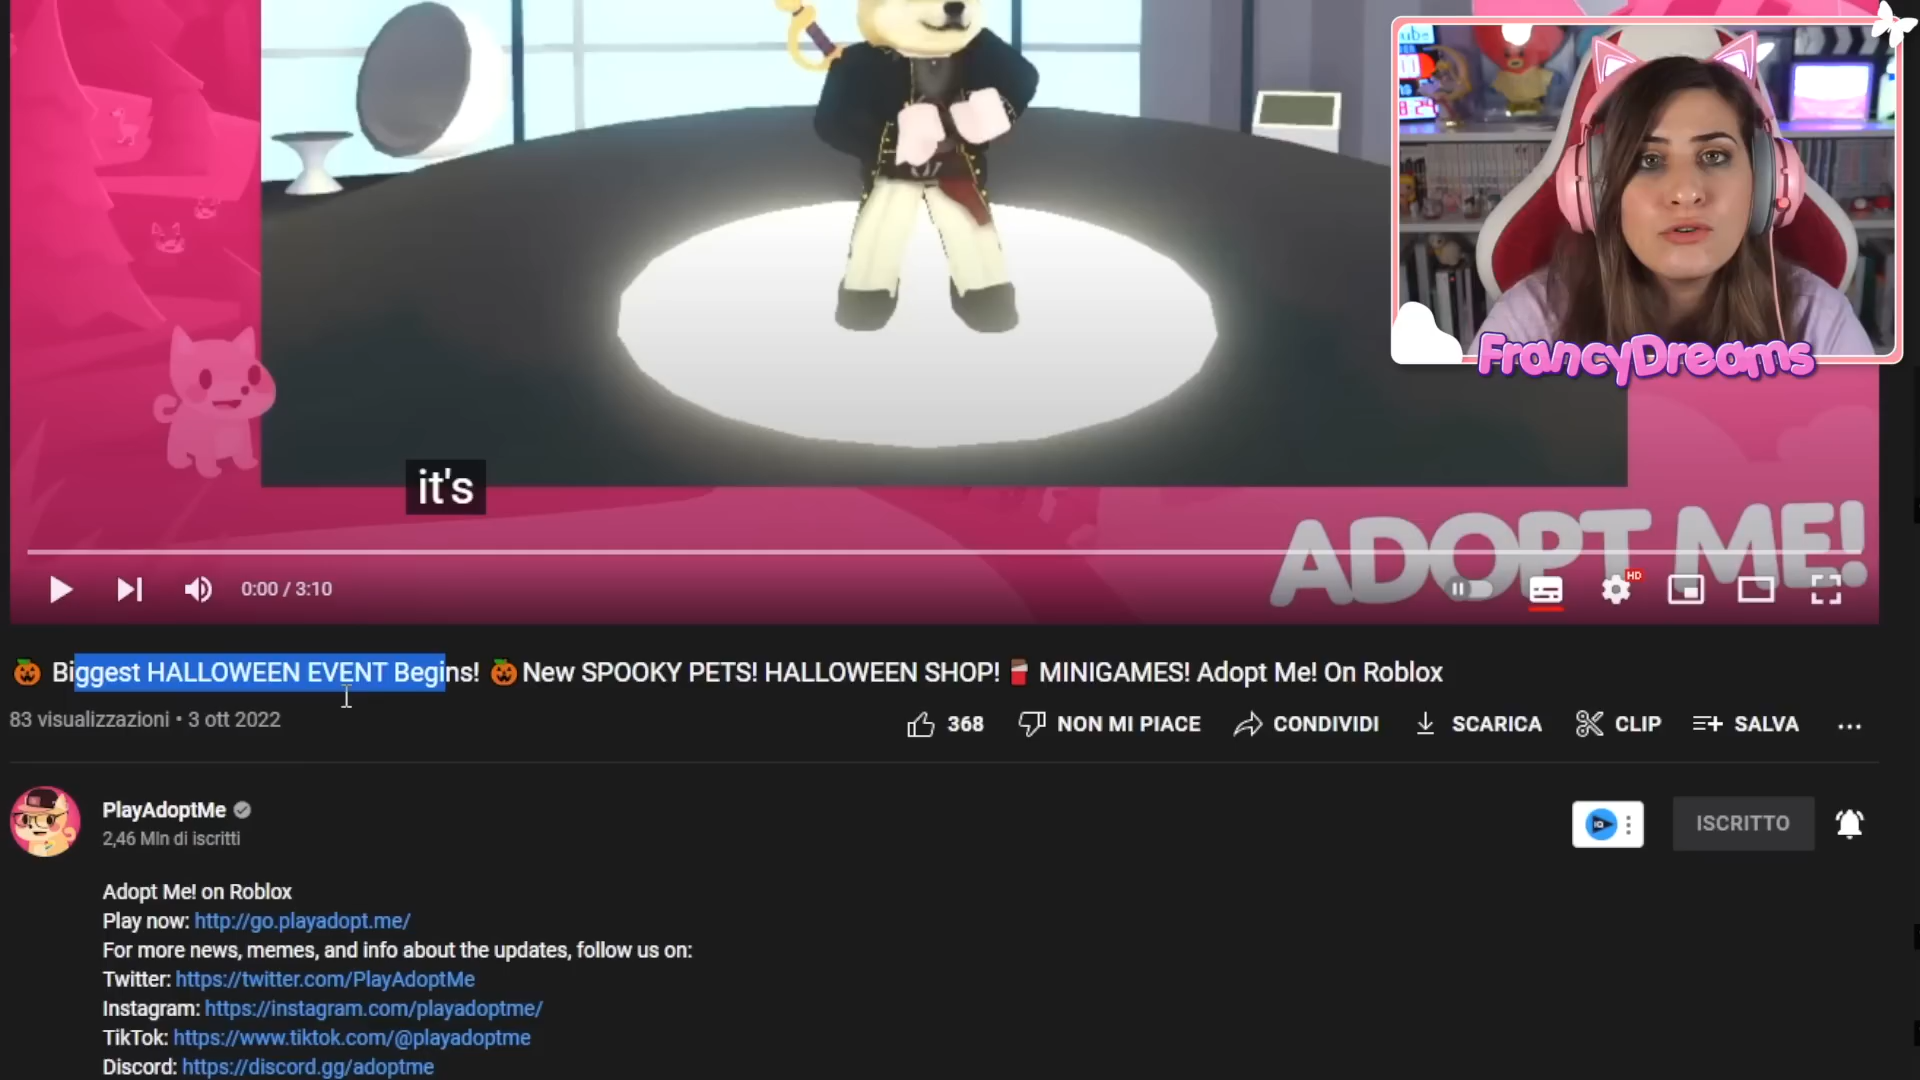 FrancyDreams
it's
ADOPT ME!
0:00 / 3:10
HD
🎃 Biggest HALLOWEEN EVENT Begins! 🎃 New SPOOKY PETS! HALLOWEEN SHOP! 🥤 MINIGAMES! Adopt Me! On Roblox
83 visualizzazioni • 3 ott 2022
368 NON MI PIACE CONDIVIDI SCARICA CLIP SALVA ...
PlayAdoptMe
2,46 Mln di iscritti
ISCRITTO
Adopt Me! on Roblox
Play now: http://go.playadopt.me/
For more news, memes, and info about the updates, follow us on:
Twitter: https://twitter.com/PlayAdoptMe
Instagram: https://instagram.com/playadoptme/
TikTok: https://www.tiktok.com/@playadoptme
Discord: https://discord.gg/adoptme